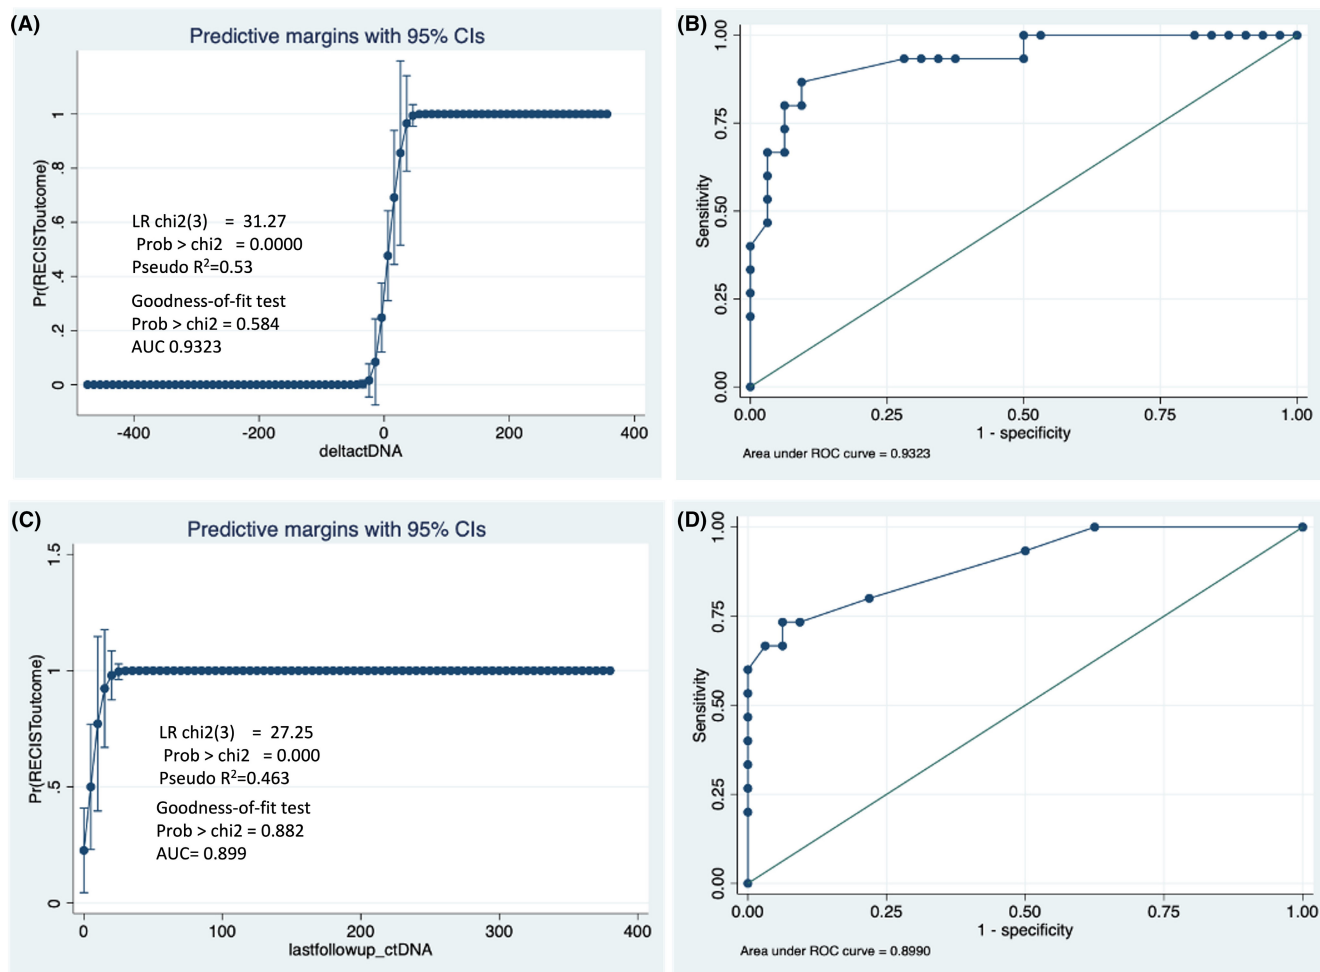 (A)
Predictive margins with 95% CIs
Pr(RECISToutcome)
1
.8
.6
.4
.2
0
LR chi2(3) = 31.27
Prob > chi2 = 0.0000
Pseudo R²=0.53
Goodness-of-fit test
Prob > chi2 = 0.584
AUC 0.9323
-400
-200
0
200
400
deltactDNA
(B)
Sensitivity
1.00
0.75
0.50
0.25
0.00
0.00
0.25
0.50
0.75
1.00
1 - specificity
Area under ROC curve = 0.9323
(C)
Predictive margins with 95% CIs
Pr(RECISToutcome)
1.5
1
.5
0
LR chi2(3) = 27.25
Prob > chi2 = 0.000
Pseudo R²=0.463
Goodness-of-fit test
Prob > chi2 = 0.882
AUC= 0.899
0
100
200
300
400
lastfollowup_ctDNA
(D)
Sensitivity
1.00
0.75
0.50
0.25
0.00
0.00
0.25
0.50
0.75
1.00
1 - specificity
Area under ROC curve = 0.8990